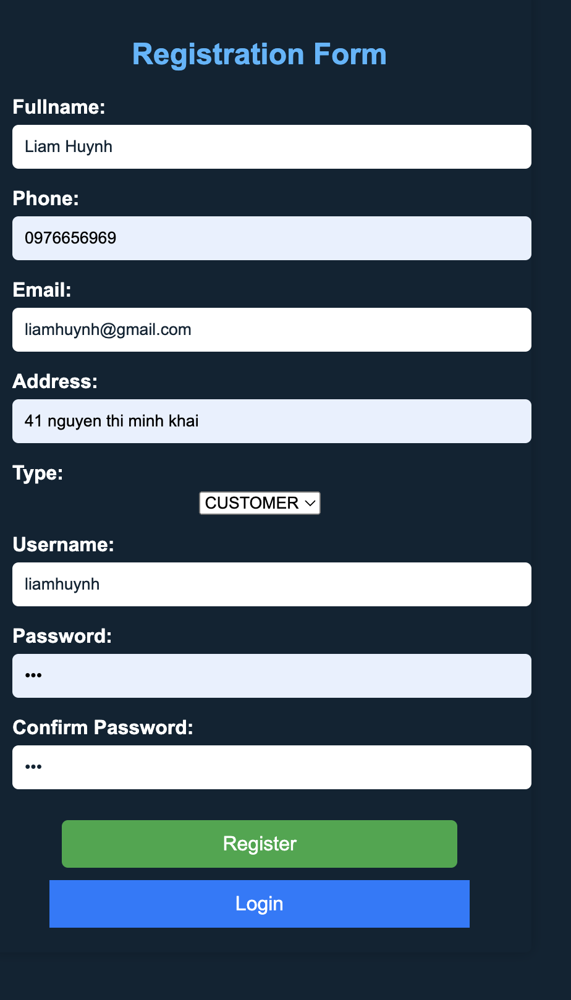 Registration Form
Fullname:
Liam Huynh
Phone:
0976656969
Email:
liamhuynh@gmail.com
Address:
41 nguyen thi minh khai
Type:
CUSTOMER
Username:
liamhuynh
Password:
•••
Confirm Password:
•••
Register
Login